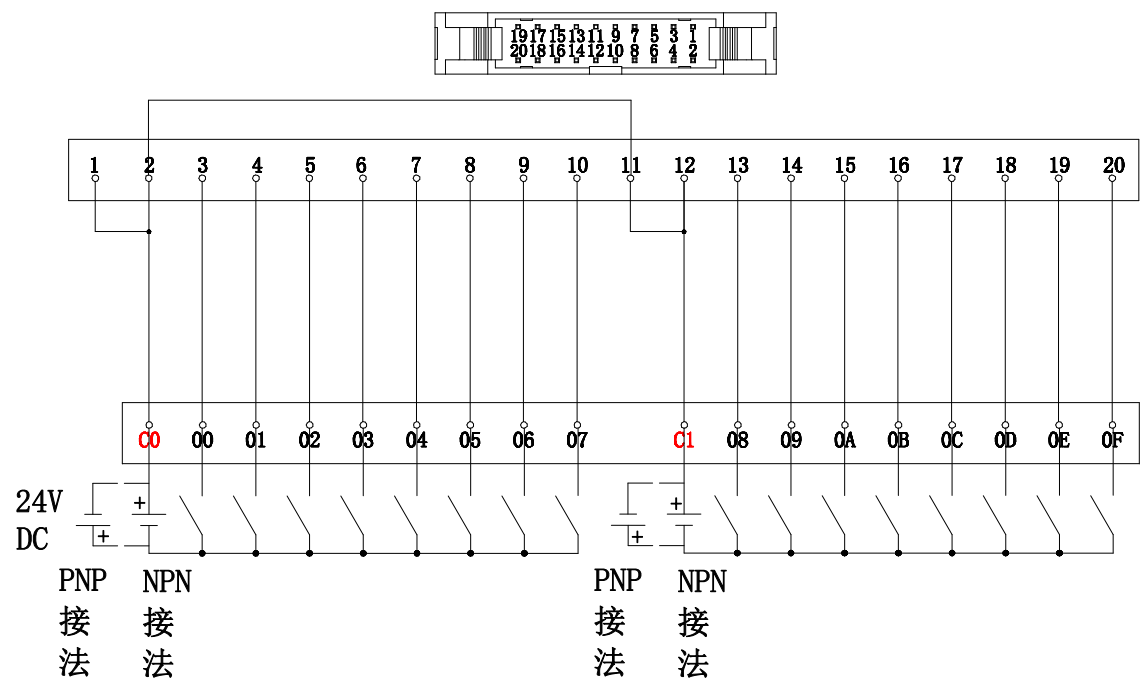 19 17 15 13 11 9 7 5 3 1
20 18 16 14 12 10 8 6 4 2
1 2 3 4 5 6 7 8 9 10 11 12 13 14 15 16 17 18 19 20
C0 00 01 02 03 04 05 06 07 C1 08 09 0A 0B 0C 0D 0E 0F
24V
DC
+ + + +
PNP NPN PNP NPN
接 接 接 接
法 法 法 法